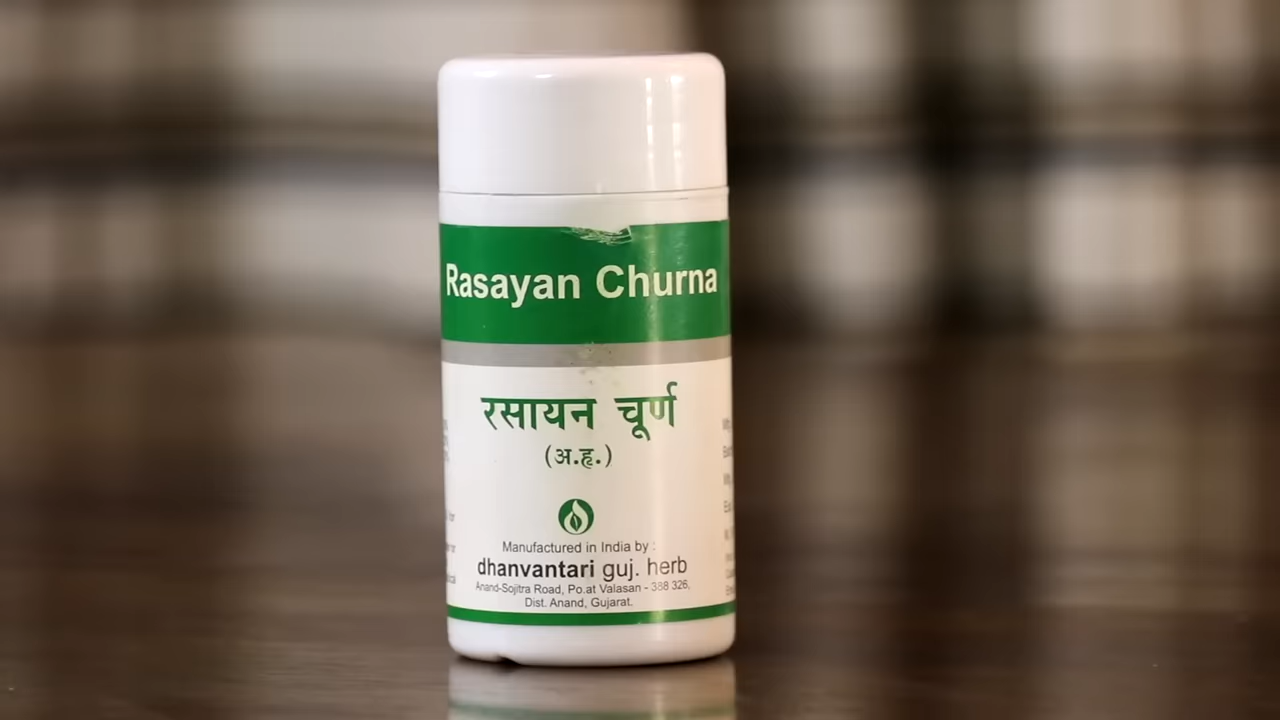 Rasayan Churna
रसायन चूर्ण
(अ.हृ.)
Manufactured in India by :
dhanvantari guj. herb
Anand-Sojitra Road, Po.at Valasan - 388 326,
Dist. Anand, Gujarat.